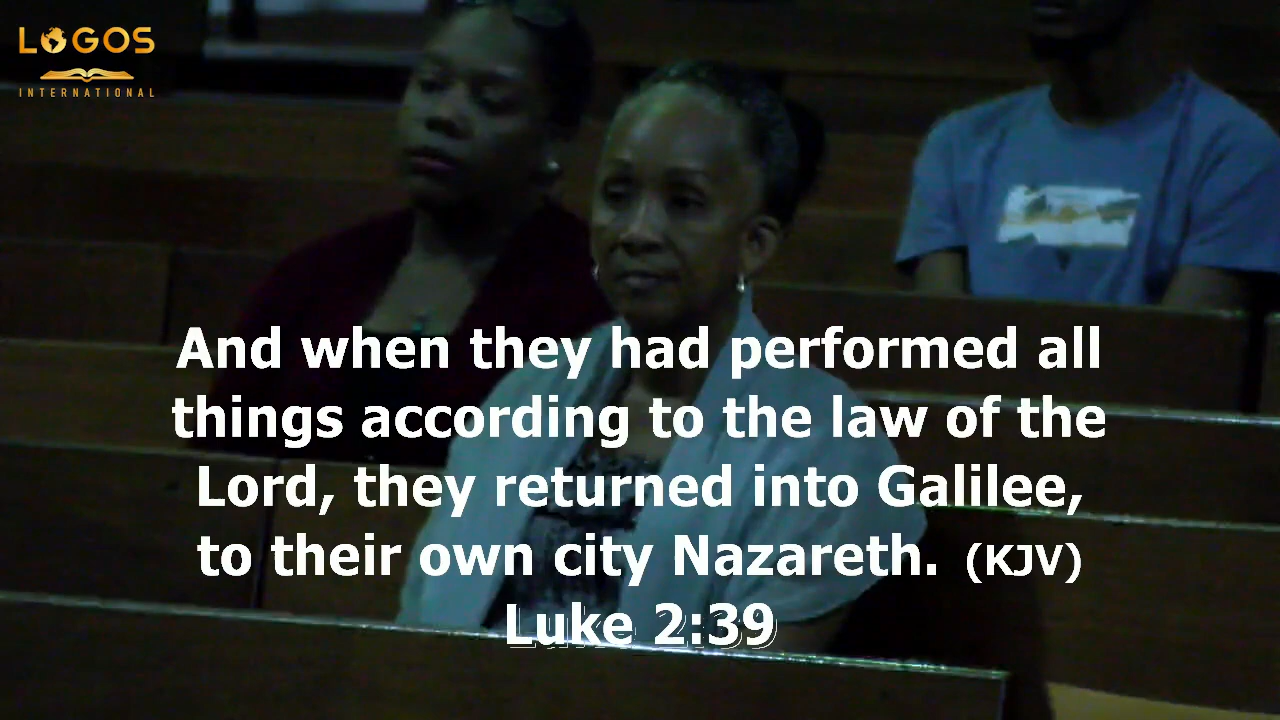 LOGOS
INTERNATIONAL
And when they had performed all
things according to the law of the
Lord, they returned into Galilee,
to their own city Nazareth. (KJV)
Luke 2:39